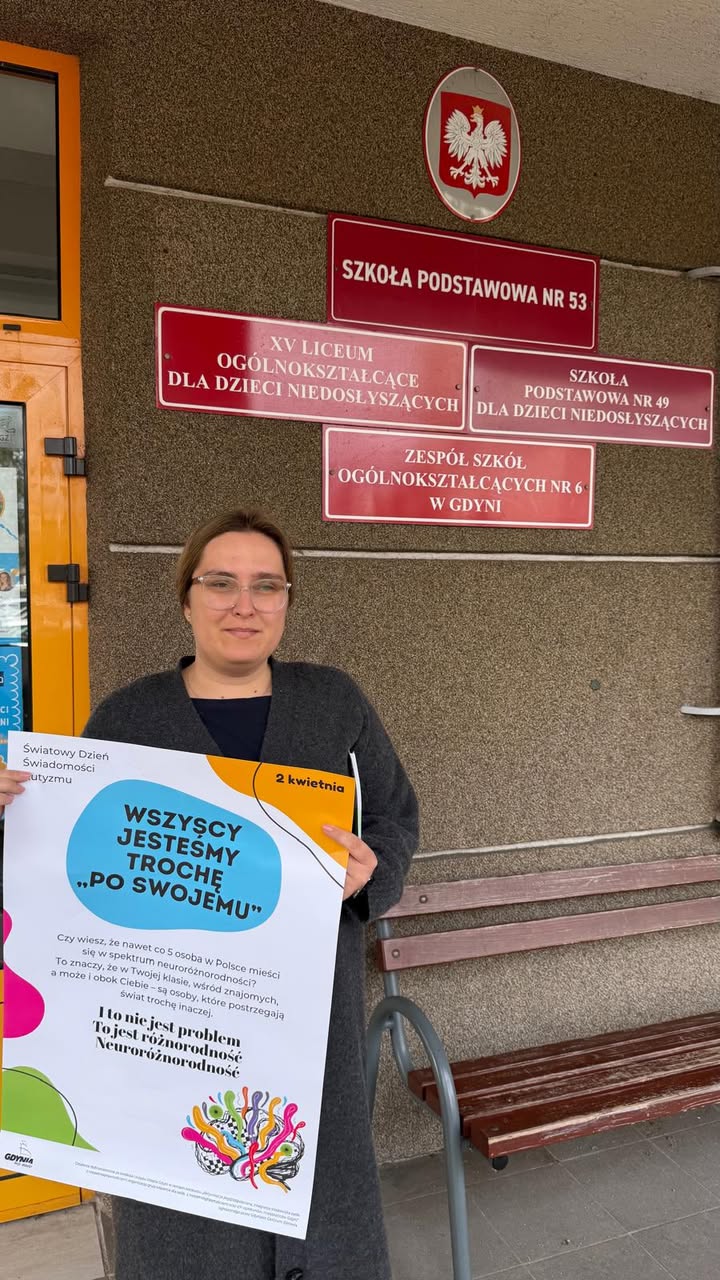 SZKOŁA PODSTAWOWA NR 53
XV LICEUM
OGÓLNOKSZTAŁCĄCE
DLA DZIECI NIEDOSŁYSZĄCYCH
SZKOŁA
PODSTAWOWA NR 49
DLA DZIECI NIEDOSŁYSZĄCYCH
ZESPÓŁ SZKÓŁ
OGÓLNOKSZTAŁCĄCYCH NR 6
W GDYNI
Światowy Dzień
Świadomości
utyzmu
2 kwietnia
WSZYSCY
JESTEŚMY
TROCHĘ
„PO SWOJEMU”
Czy wiesz, że nawet co 5 osoba w Polsce mieści
się w spektrum neuroróżnorodności?
To znaczy, że w Twojej klasie, wśród znajomych,
a może i obok Ciebie – są osoby, które postrzegają
świat trochę inaczej.
I to nie jest problem
To jest różnorodność
Neuroróżnorodność
GDYNIA